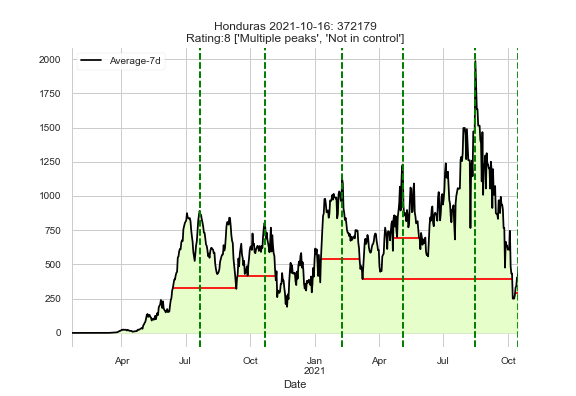 Honduras 2021-10-16: 372179
Rating:8 ['Multiple peaks', 'Not in control']
Average-7d
2000
1750
1500
1250
1000
750
500
250
0
Apr Jul Oct Jan Apr Jul Oct
2021
Date